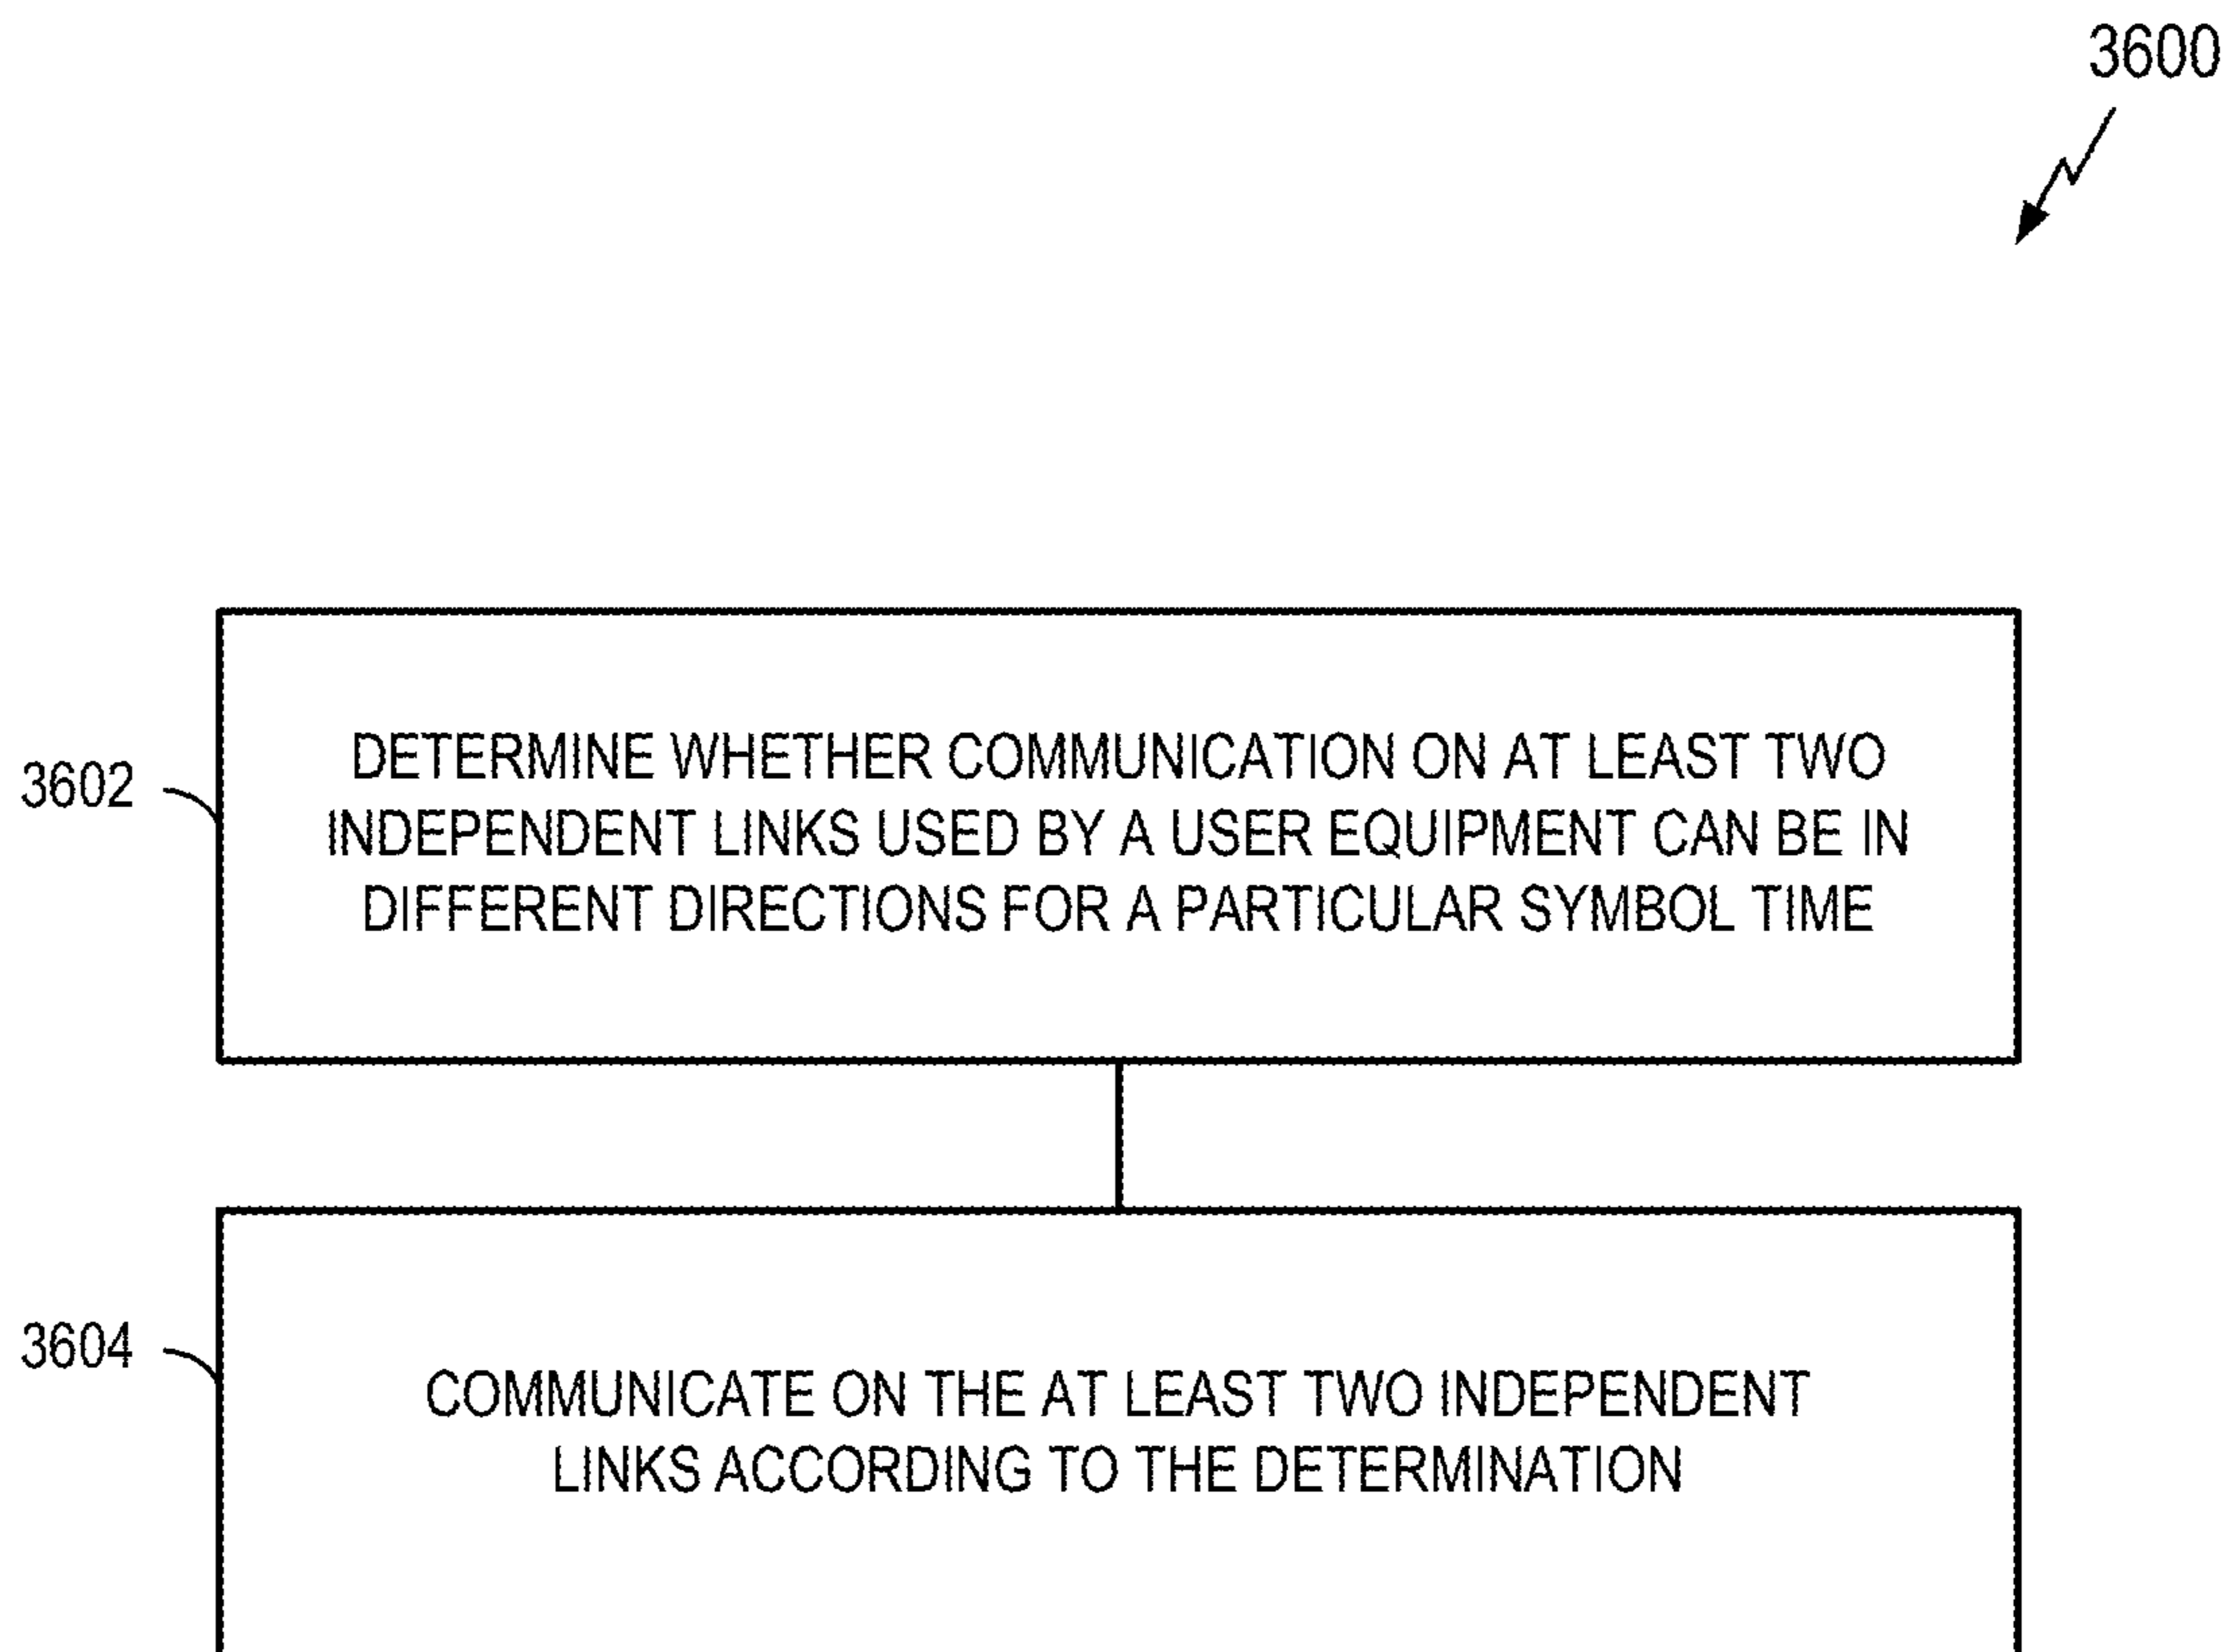 3600
3602
DETERMINE WHETHER COMMUNICATION ON AT LEAST TWO
INDEPENDENT LINKS USED BY A USER EQUIPMENT CAN BE IN
DIFFERENT DIRECTIONS FOR A PARTICULAR SYMBOL TIME
3604
COMMUNICATE ON THE AT LEAST TWO INDEPENDENT
LINKS ACCORDING TO THE DETERMINATION